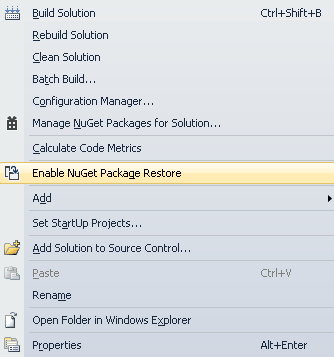 Build Solution Ctrl+Shift+B
Rebuild Solution
Clean Solution
Batch Build...
Configuration Manager...
Manage NuGet Packages for Solution...
Calculate Code Metrics
Enable NuGet Package Restore
Add
Set StartUp Projects...
Add Solution to Source Control...
Paste Ctrl+V
Rename
Open Folder in Windows Explorer
Properties Alt+Enter